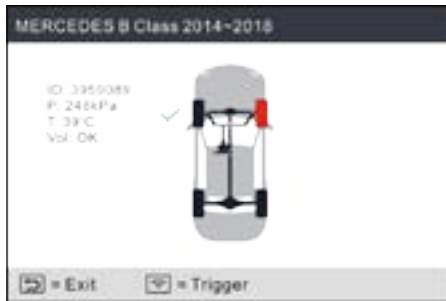 MERCEDES B Class 2014~2018
ID: 3959089
P: 248kPa
T: 39°C
Vol: OK
= Exit = Trigger